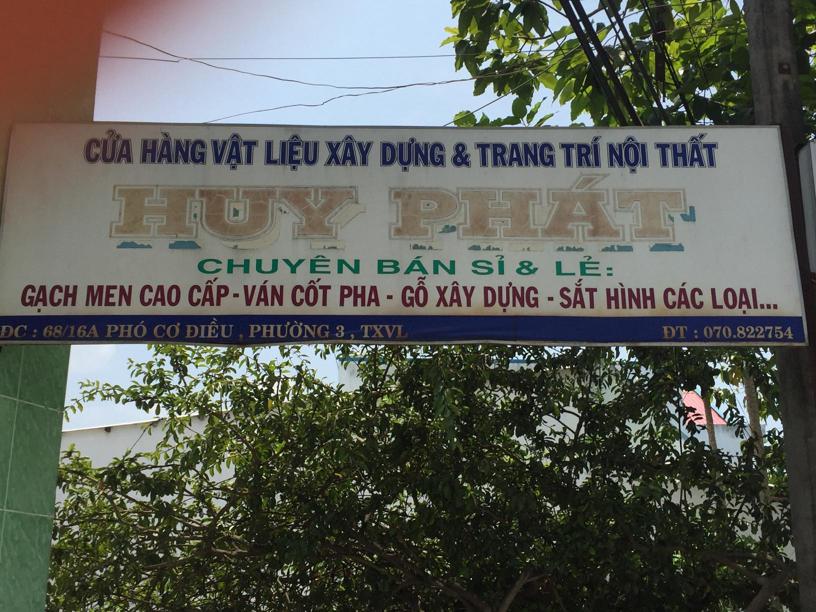 CỬA HÀNG VẬT LIỆU XÂY DỰNG & TRANG TRÍ NỘI THẤT
HUY PHÁT
CHUYÊN BÁN SỈ & LẺ:
GẠCH MEN CAO CẤP - VÁN CỐT PHA - GỖ XÂY DỰNG - SẮT HÌNH CÁC LOẠI...
ĐC : 68/16A PHÓ CƠ ĐIỀU , PHƯỜNG 3 , TXVL ĐT : 070.822754